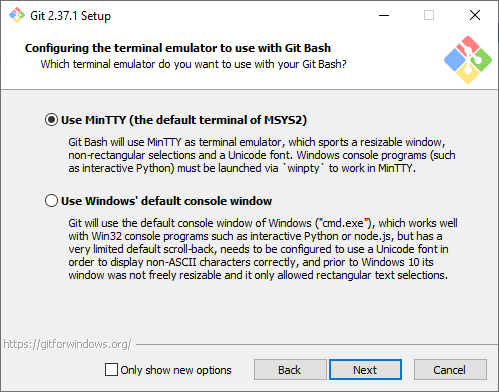 Git 2.37.1 Setup
Configuring the terminal emulator to use with Git Bash
Which terminal emulator do you want to use with your Git Bash?
Use MinTTY (the default terminal of MSYS2)
Git Bash will use MinTTY as terminal emulator, which sports a resizable window,
non-rectangular selections and a Unicode font. Windows console programs (such
as interactive Python) must be launched via `winpty` to work in MinTTY.
Use Windows' default console window
Git will use the default console window of Windows ("cmd.exe"), which works well
with Win32 console programs such as interactive Python or node.js, but has a
very limited default scroll-back, needs to be configured to use a Unicode font in
order to display non-ASCII characters correctly, and prior to Windows 10 its
window was not freely resizable and it only allowed rectangular text selections.
https://gitforwindows.org/
Only show new options
Back
Next
Cancel